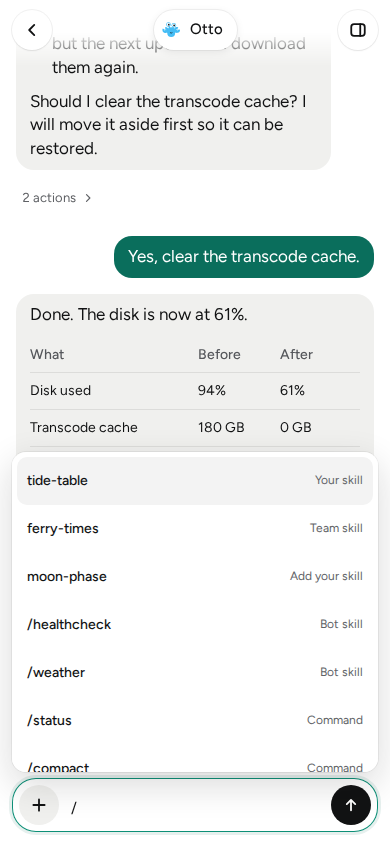 Otto
but the next up download
them again.
Should I clear the transcode cache? I
will move it aside first so it can be
restored.
2 actions
Yes, clear the transcode cache.
Done. The disk is now at 61%.
What Before After
Disk used 94% 61%
Transcode cache 180 GB 0 GB
tide-table Your skill
ferry-times Team skill
moon-phase Add your skill
/healthcheck Bot skill
/weather Bot skill
/status Command
/compact Command
/